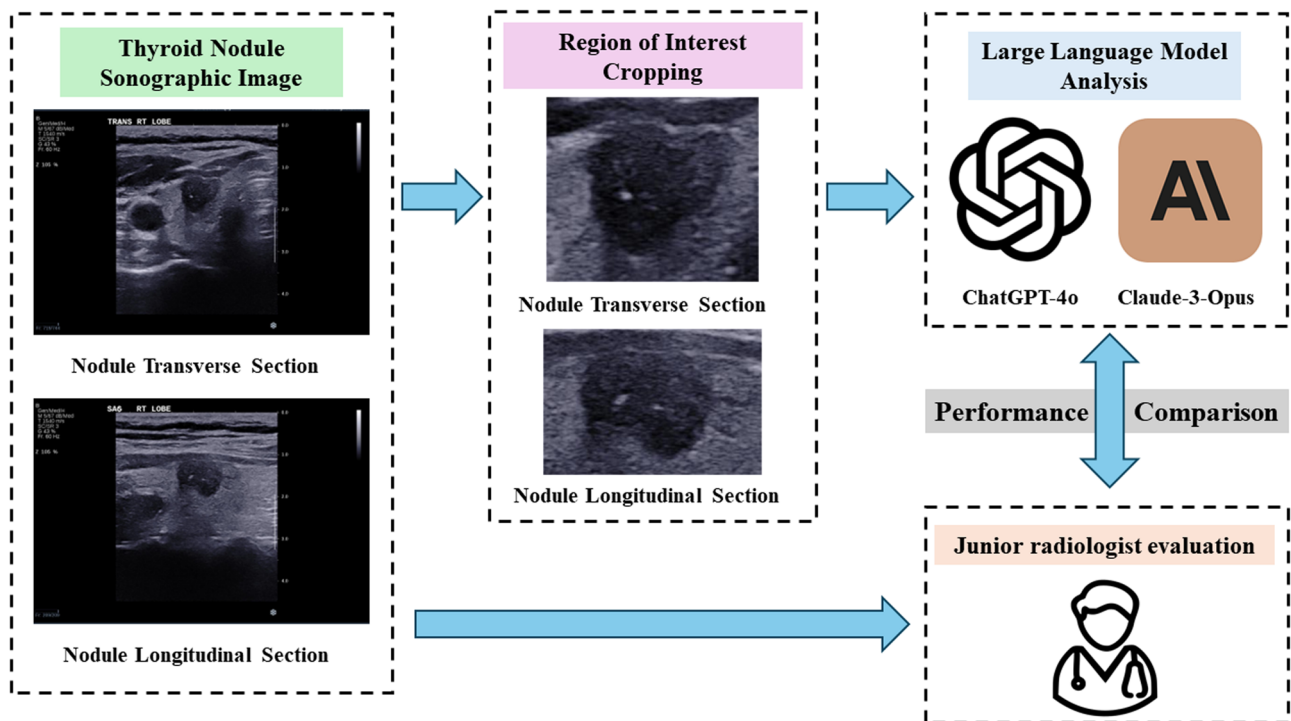 Thyroid Nodule
Sonographic Image
TRANS RT LOBE
Nodule Transverse Section
SA6 RT LOBE
Nodule Longitudinal Section
Region of Interest
Cropping
Nodule Transverse Section
Nodule Longitudinal Section
Large Language Model
Analysis
ChatGPT-4o Claude-3-Opus
Performance Comparison
Junior radiologist evaluation